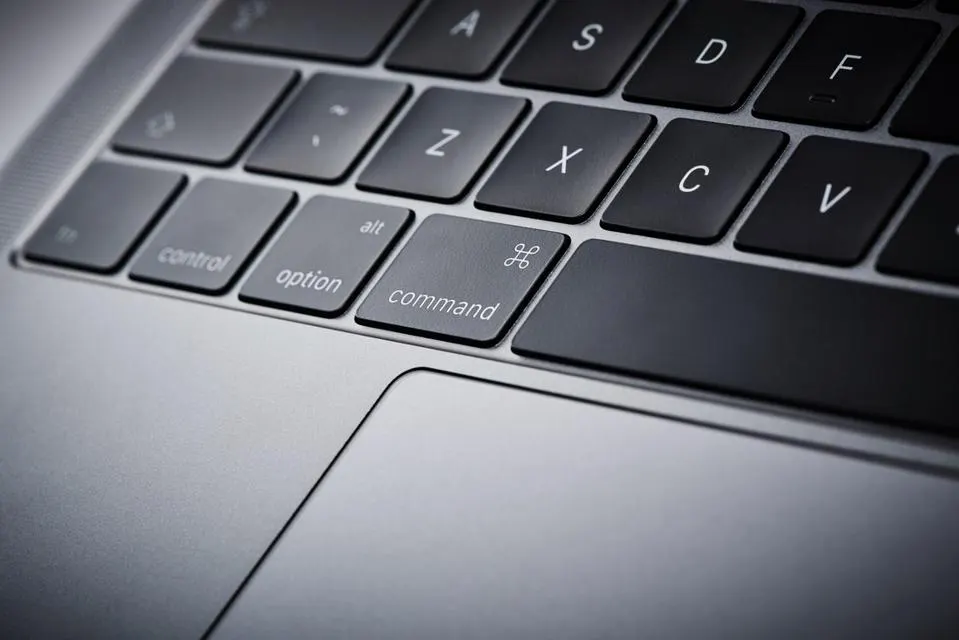 A S D F
~
` Z X C V
alt ⌘
control option command